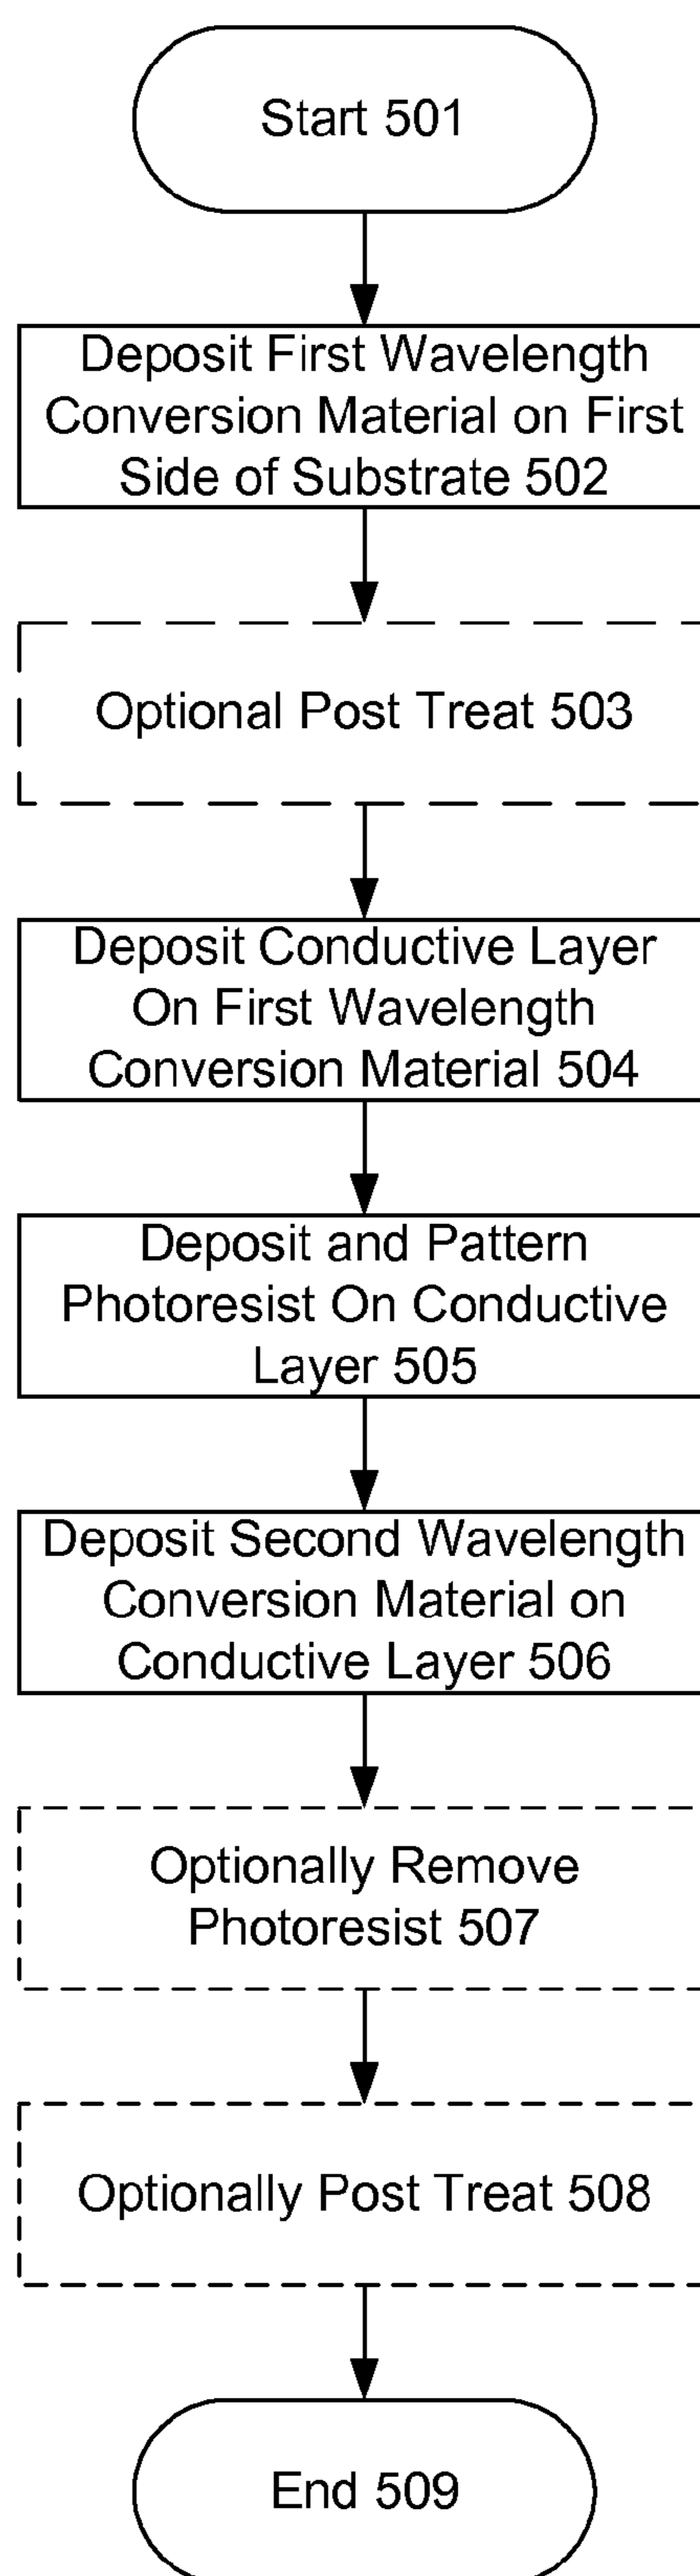 Start 501
Deposit First Wavelength
Conversion Material on First
Side of Substrate 502
Optional Post Treat 503
Deposit Conductive Layer
On First Wavelength
Conversion Material 504
Deposit and Pattern
Photoresist On Conductive
Layer 505
Deposit Second Wavelength
Conversion Material on
Conductive Layer 506
Optionally Remove
Photoresist 507
Optionally Post Treat 508
End 509